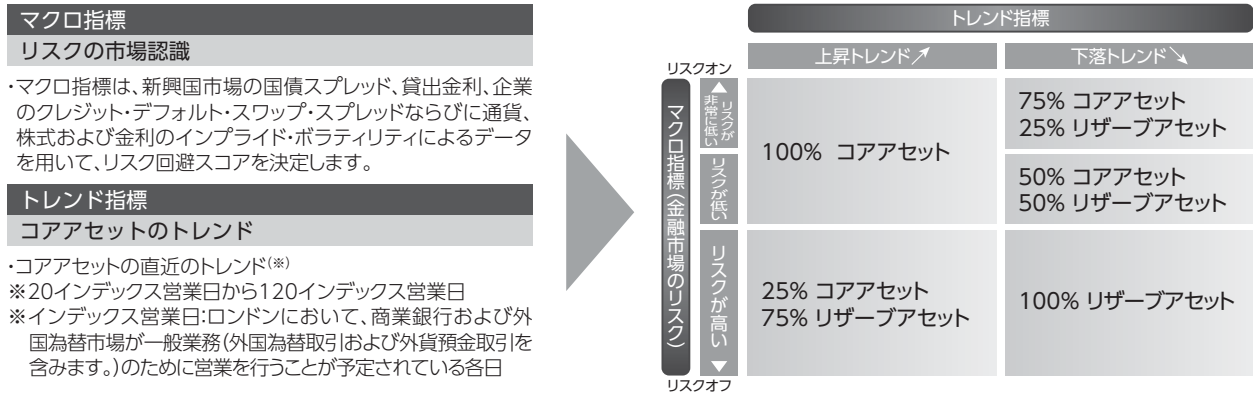 マクロ指標
リスクの市場認識
・マクロ指標は、新興国市場の国債スプレッド、貸出金利、企業
のクレジット・デフォルト・スワップ・スプレッドならびに通貨、
株式および金利のインプライド・ボラティリティによるデータ
を用いて、リスク回避スコアを決定します。
トレンド指標
コアアセットのトレンド
・コアアセットの直近のトレンド(※)
※20インデックス営業日から120インデックス営業日
※インデックス営業日：ロンドンにおいて、商業銀行および外
国為替市場が一般業務（外国為替取引および外貨預金取引を
含みます。）のために営業を行うことが予定されている各日
トレンド指標
上昇トレンド↗
下落トレンド↘
リスクオン
マクロ指標（金融市場のリスク）
▲
リスクが
非常に低い
100% コアアセット
75% コアアセット
25% リザーブアセット
リスクが低い
50% コアアセット
50% リザーブアセット
リスクが高い
▼
25% コアアセット
75% リザーブアセット
100% リザーブアセット
リスクオフ